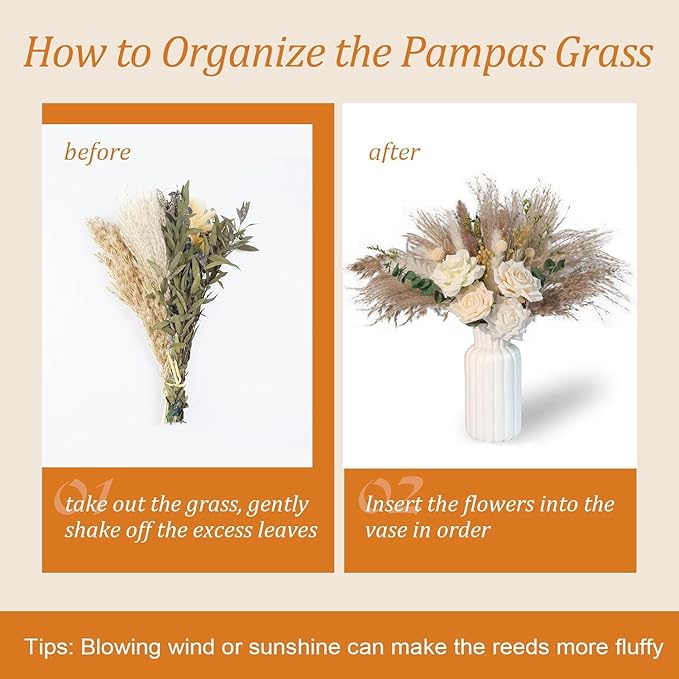 How to Organize the Pampas Grass
before
after
01
take out the grass, gently
shake off the excess leaves
02
Insert the flowers into the
vase in order
Tips: Blowing wind or sunshine can make the reeds more fluffy